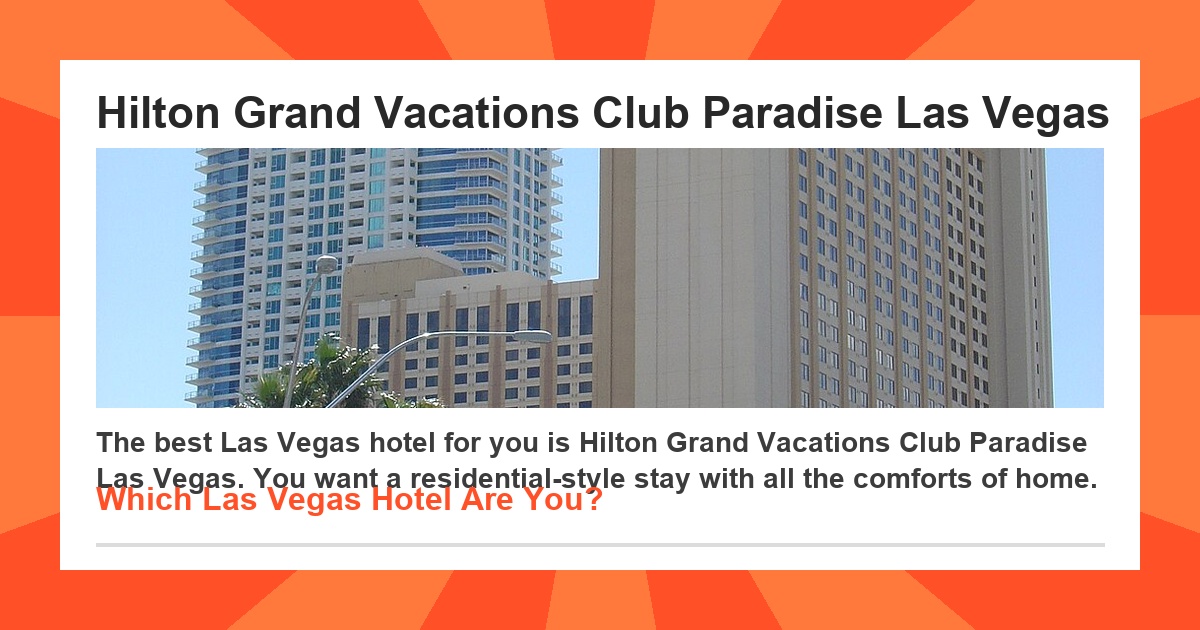 Hilton Grand Vacations Club Paradise Las Vegas
The best Las Vegas hotel for you is Hilton Grand Vacations Club Paradise
Las Vegas. You want a residential-style stay with all the comforts of home.
Which Las Vegas Hotel Are You?